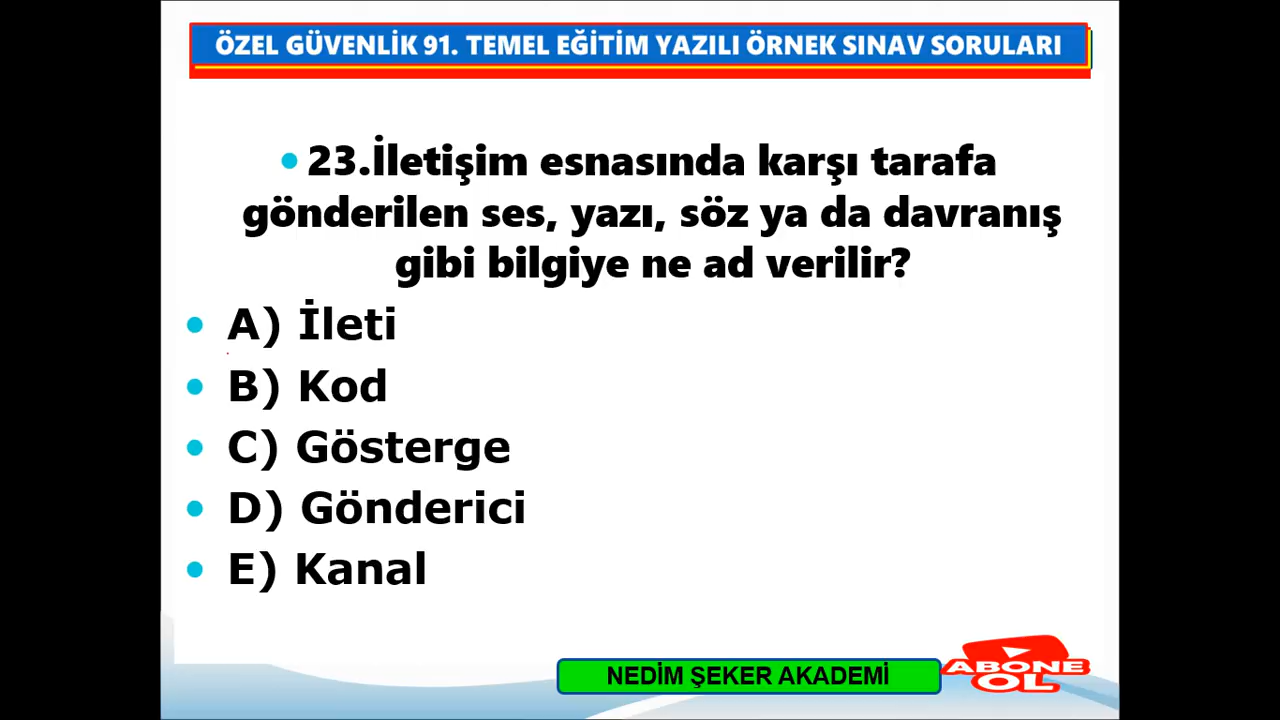 ÖZEL GÜVENLİK 91. TEMEL EĞİTİM YAZILI ÖRNEK SINAV SORULARI
• 23.İletişim esnasında karşı tarafa
gönderilen ses, yazı, söz ya da davranış
gibi bilgiye ne ad verilir?
• A) İleti
• B) Kod
• C) Gösterge
• D) Gönderici
• E) Kanal
NEDİM ŞEKER AKADEMİ
ABONE
OL